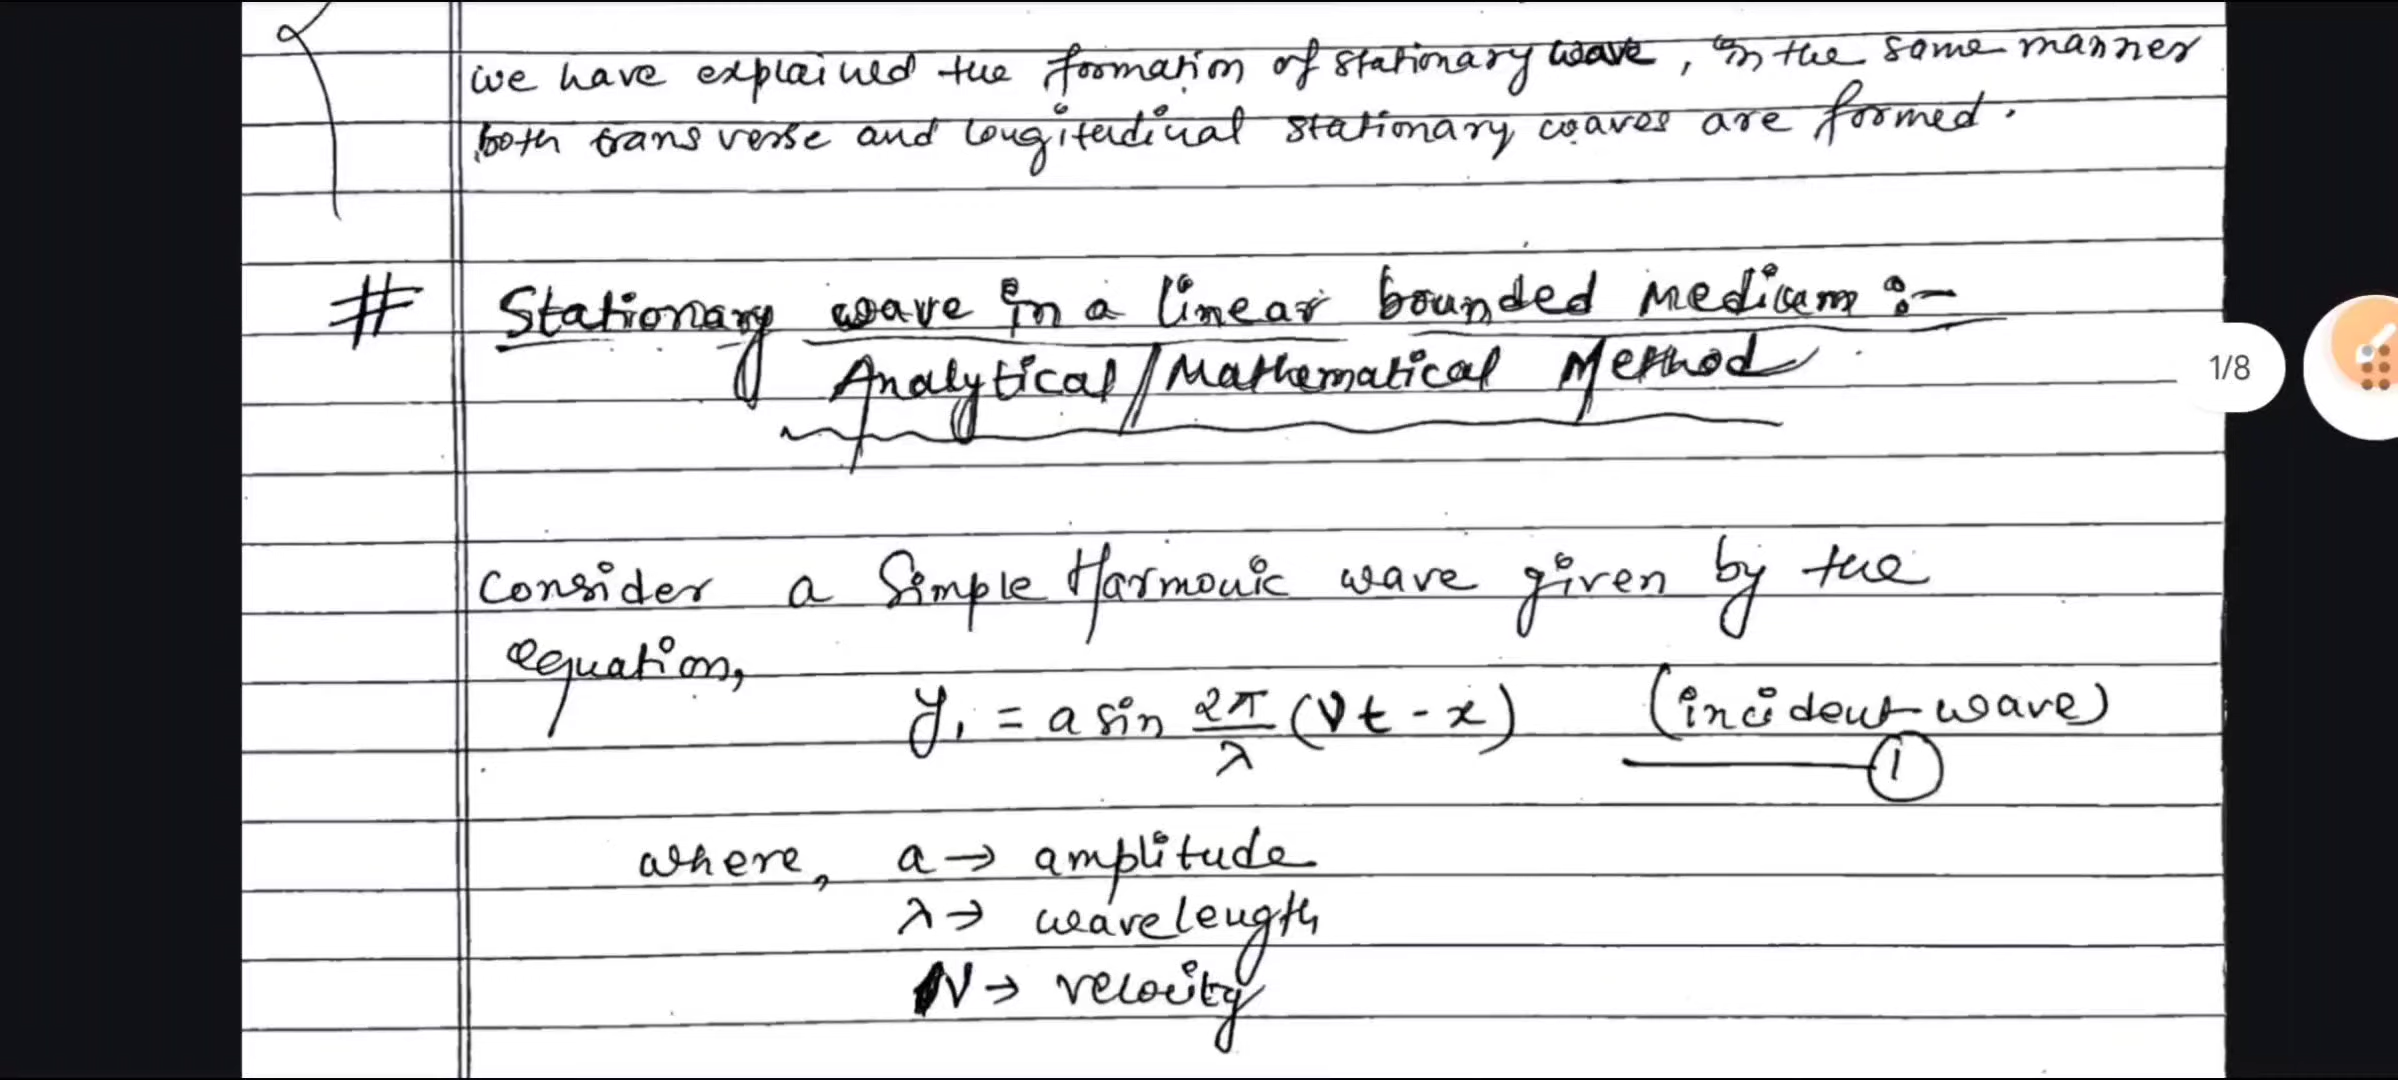 we have explained the formation of stationary wave, in the same manner
both transverse and longitudinal stationary waves are formed.
# Stationary wave in a linear bounded medium :-
Analytical/Mathematical Method
1/8
Consider a Simple Harmonic wave given by the
equation,
y₁ = a sin 2π/λ (Vt - x) (incident wave)
①
where, a → amplitude
λ → wavelength
V → velocity